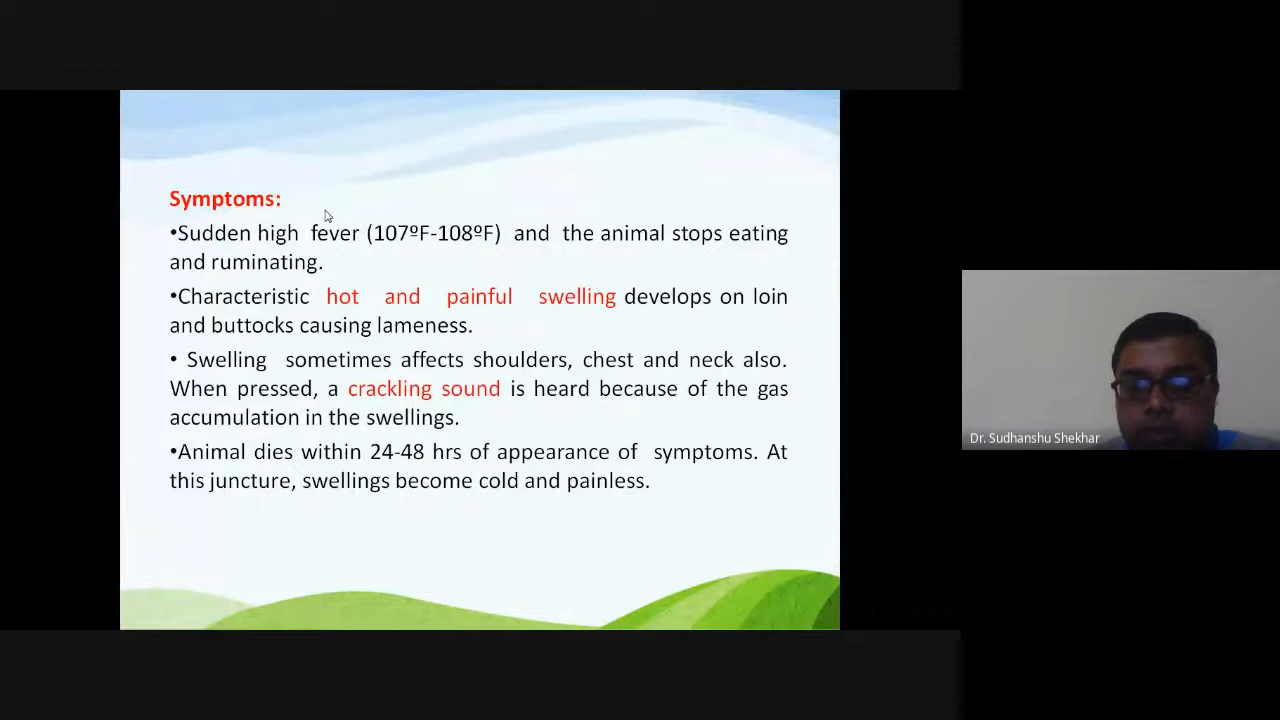 Symptoms:
•Sudden high fever (107ºF-108ºF) and the animal stops eating
and ruminating.
•Characteristic hot and painful swelling develops on loin
and buttocks causing lameness.
• Swelling sometimes affects shoulders, chest and neck also.
When pressed, a crackling sound is heard because of the gas
accumulation in the swellings.
•Animal dies within 24-48 hrs of appearance of symptoms. At
this juncture, swellings become cold and painless.
Dr. Sudhanshu Shekhar